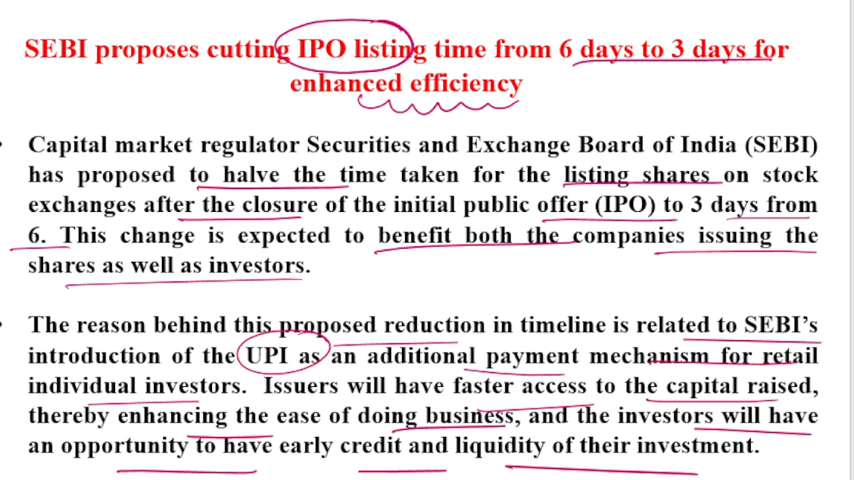 SEBI proposes cutting IPO listing time from 6 days to 3 days for
enhanced efficiency
Capital market regulator Securities and Exchange Board of India (SEBI)
has proposed to halve the time taken for the listing shares on stock
exchanges after the closure of the initial public offer (IPO) to 3 days from
6. This change is expected to benefit both the companies issuing the
shares as well as investors.
The reason behind this proposed reduction in timeline is related to SEBI’s
introduction of the UPI as an additional payment mechanism for retail
individual investors. Issuers will have faster access to the capital raised,
thereby enhancing the ease of doing business, and the investors will have
an opportunity to have early credit and liquidity of their investment.